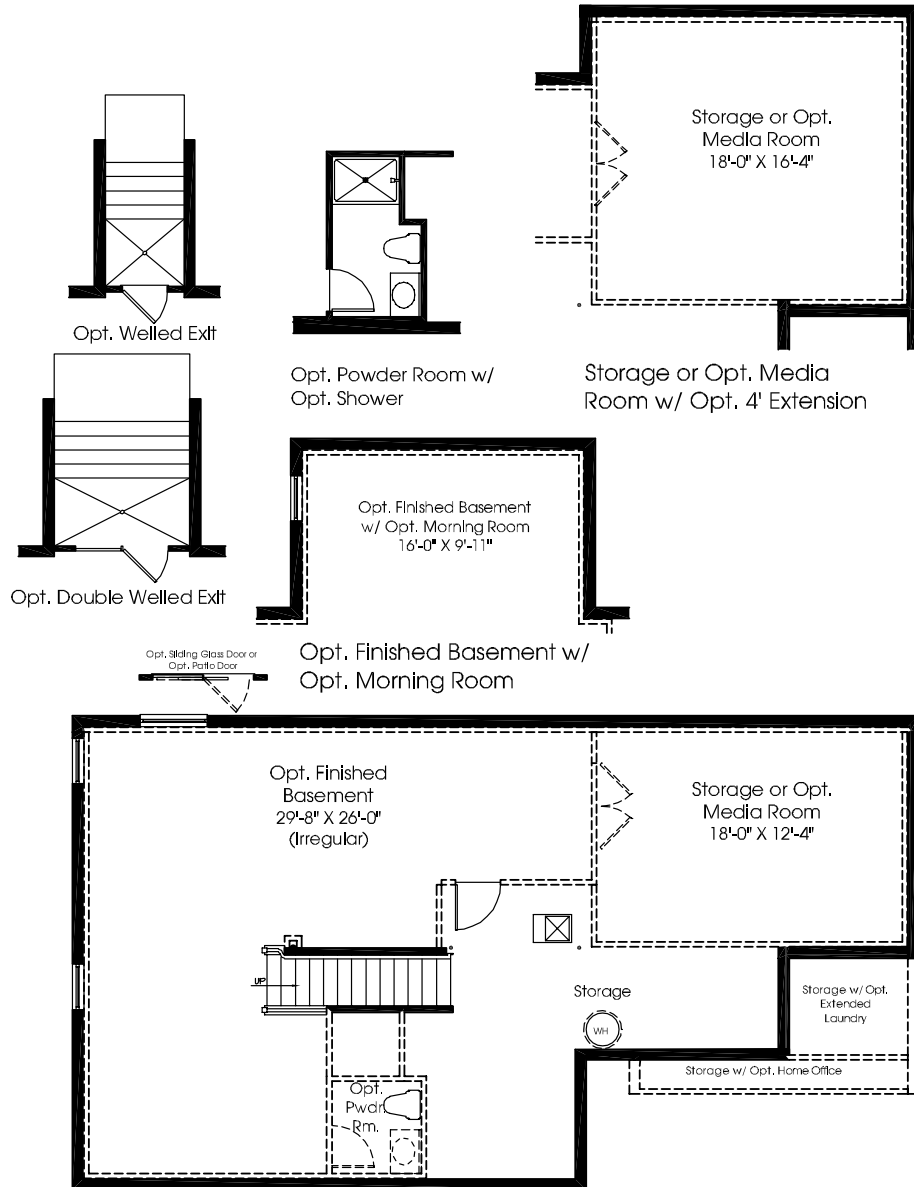 Storage or Opt.
Media Room
18'-0" X 16'-4"
Opt. Welled Exit
Opt. Powder Room w/
Opt. Shower
Storage or Opt. Media
Room w/ Opt. 4' Extension
Opt. Finished Basement
w/ Opt. Morning Room
16'-0" X 9'-11"
Opt. Double Welled Exit
Opt. Finished Basement w/
Opt. Morning Room
Opt. Sliding Glass Door or
Opt. Patio Door
Opt. Finished
Basement
29'-8" X 26'-0"
(Irregular)
Storage or Opt.
Media Room
18'-0" X 12'-4"
UP
Storage
WH
Storage w/ Opt.
Extended
Laundry
Storage w/ Opt. Home Office
Opt.
Pwdr.
Rm.